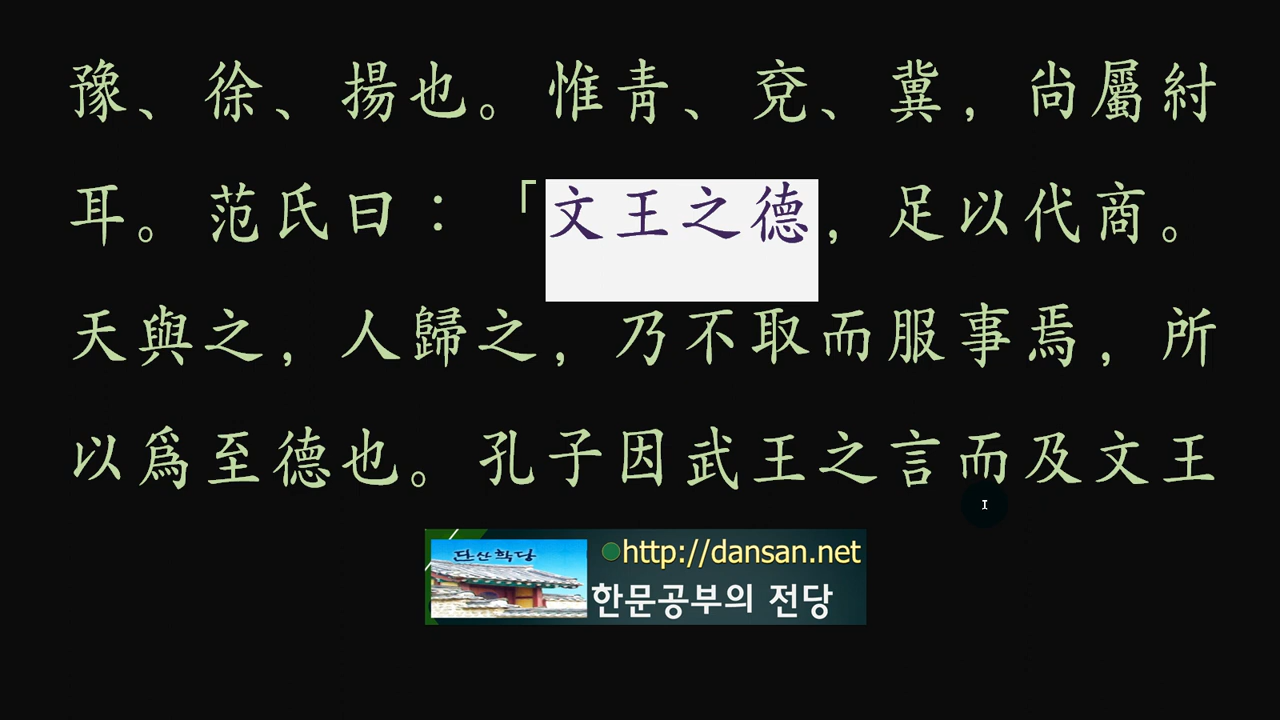 豫、徐、揚也。惟青、兗、冀，尙屬紂
耳。范氏曰：「文王之德，足以代商。
天與之，人歸之，乃不取而服事焉，所
以爲至德也。孔子因武王之言而及文王
단산학당
http://dansan.net
한문공부의 전당